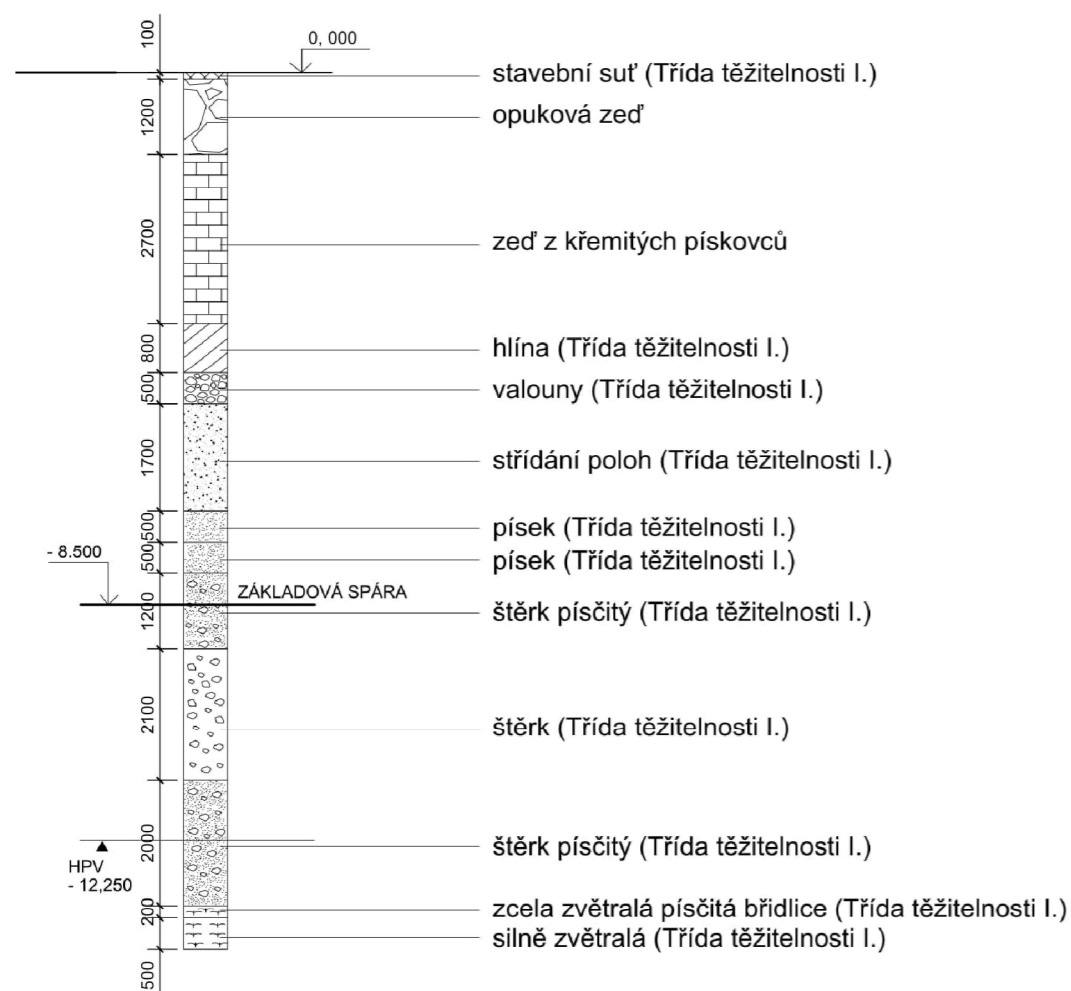 100
0, 000
stavební suť (Třída těžitelnosti I.)
1200
opuková zeď
2700
zeď z křemitých pískovců
800
hlína (Třída těžitelnosti I.)
500
valouny (Třída těžitelnosti I.)
1700
střídání poloh (Třída těžitelnosti I.)
500
písek (Třída těžitelnosti I.)
- 8.500
500
písek (Třída těžitelnosti I.)
ZÁKLADOVÁ SPÁRA
1200
štěrk písčitý (Třída těžitelnosti I.)
2100
štěrk (Třída těžitelnosti I.)
2000
štěrk písčitý (Třída těžitelnosti I.)
HPV
- 12,250
200
zcela zvětralá písčitá břidlice (Třída těžitelnosti I.)
silně zvětralá (Třída těžitelnosti I.)
500